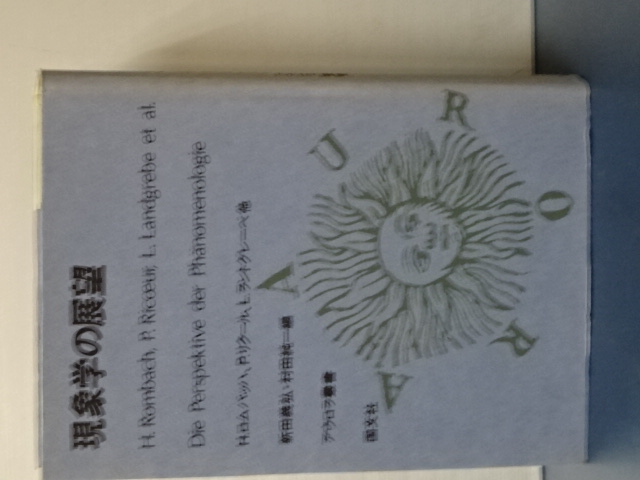 現象学の展望
H. Rombach, P. Ricœur, L. Landgrebe et al.
Die Perspektive der Phänomenologie
H.ロムバッハ, P.リクール, L.ラントグレーベ他
新田義弘・村田純一編
アウロラ叢書
国文社
AURORA